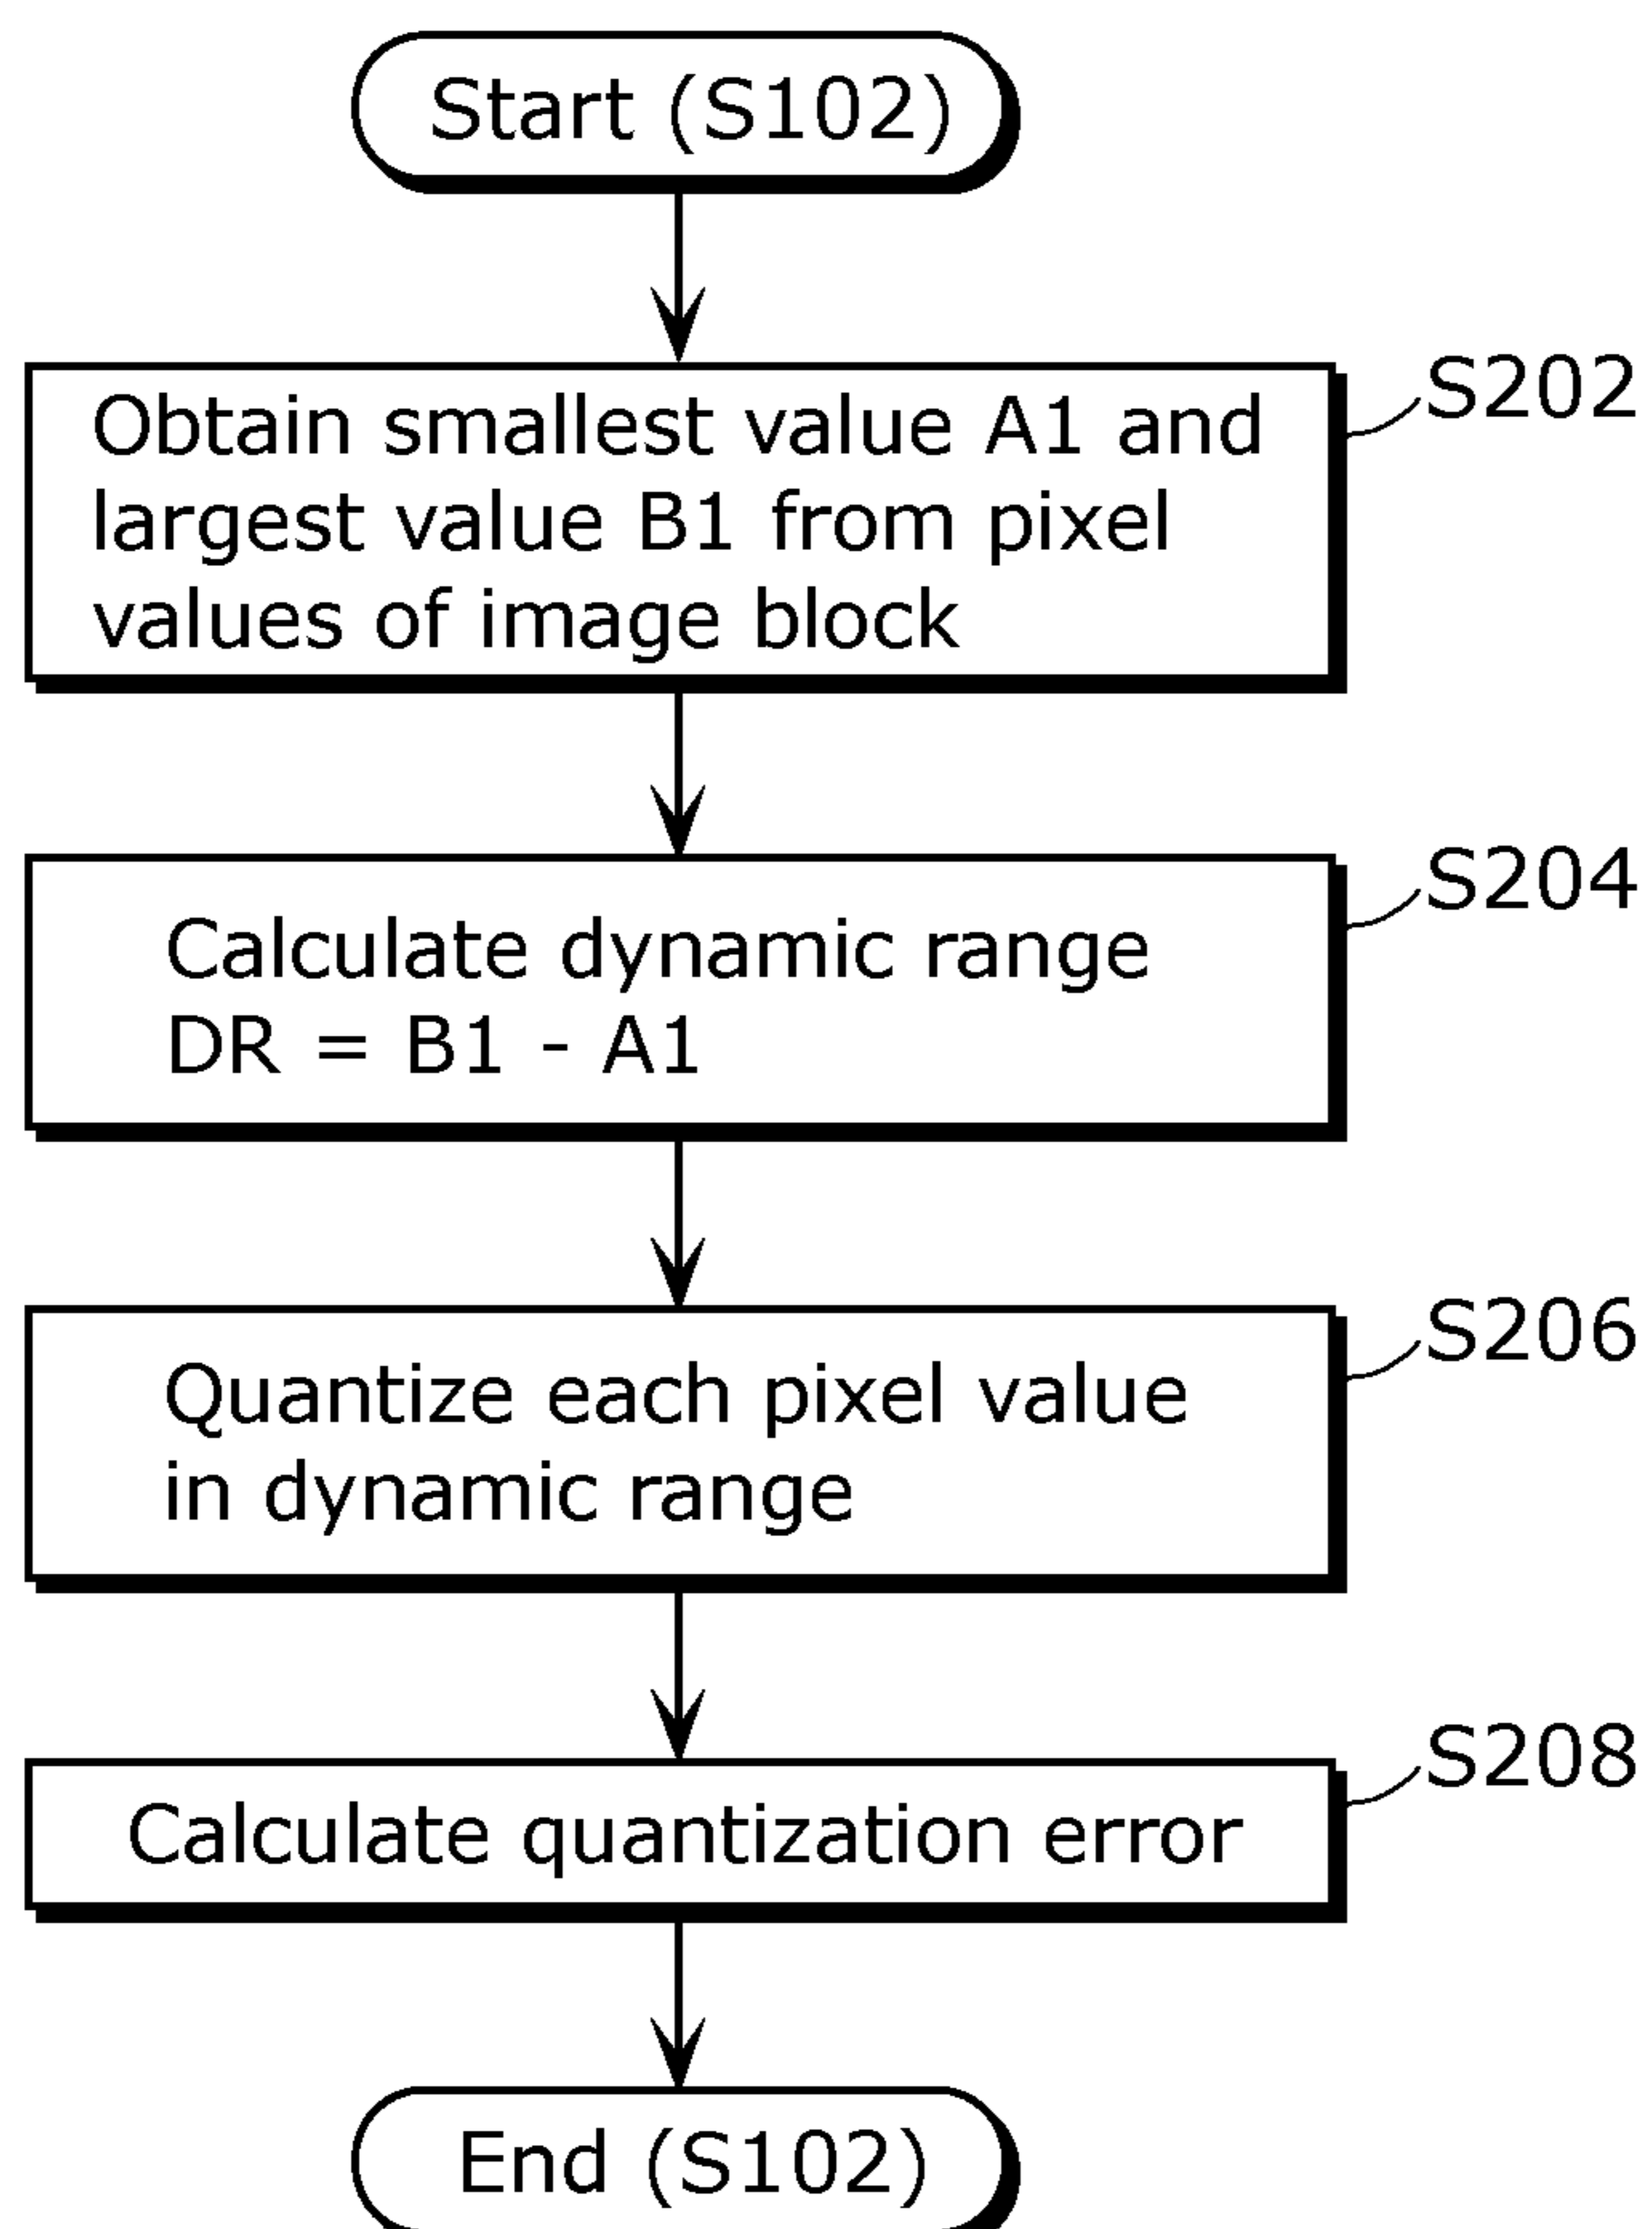 Start (S102)
S202
Obtain smallest value A1 and
largest value B1 from pixel
values of image block
S204
Calculate dynamic range
DR = B1 - A1
S206
Quantize each pixel value
in dynamic range
S208
Calculate quantization error
End (S102)